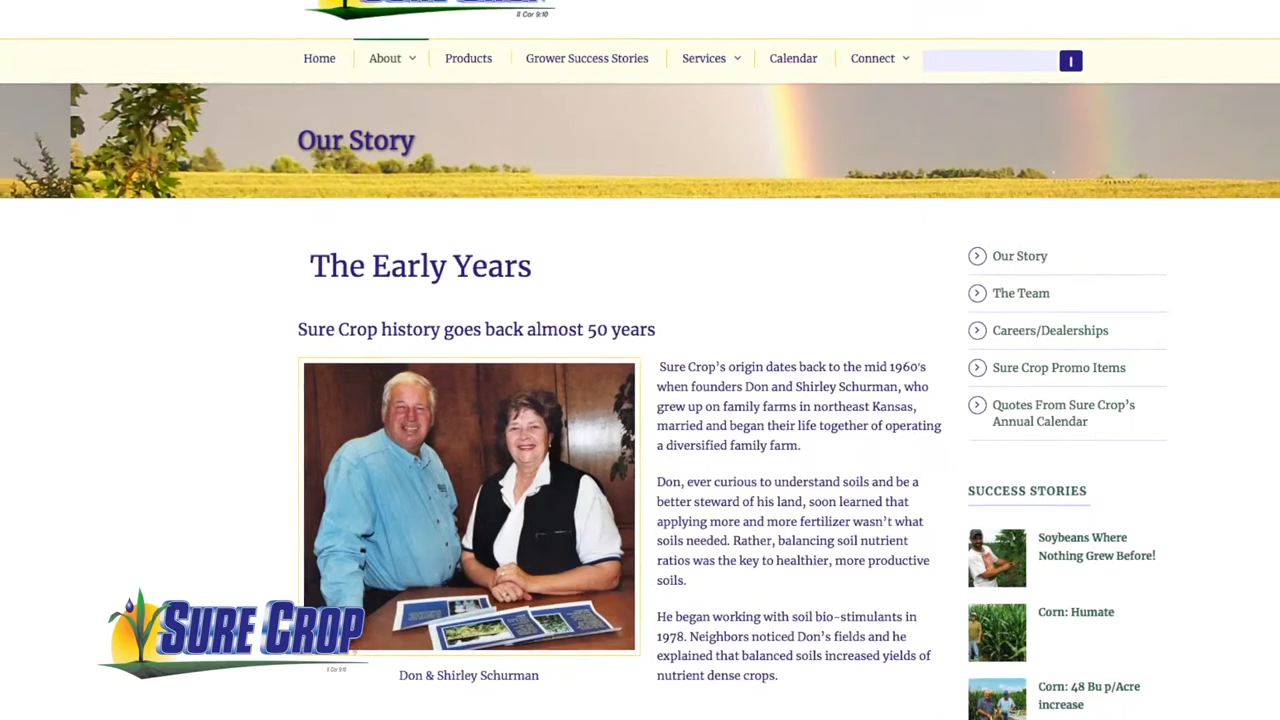 II Cor 9:10
Home
About
Products
Grower Success Stories
Services
Calendar
Connect
Our Story
The Early Years
Sure Crop history goes back almost 50 years
Sure Crop's origin dates back to the mid 1960's
when founders Don and Shirley Schurman, who
grew up on family farms in northeast Kansas,
married and began their life together of operating
a diversified family farm.
Don, ever curious to understand soils and be a
better steward of his land, soon learned that
applying more and more fertilizer wasn't what
soils needed. Rather, balancing soil nutrient
ratios was the key to healthier, more productive
soils.
He began working with soil bio-stimulants in
1978. Neighbors noticed Don's fields and he
explained that balanced soils increased yields of
nutrient dense crops.
Don & Shirley Schurman
SURE CROP
II Cor 9:10
Our Story
The Team
Careers/Dealerships
Sure Crop Promo Items
Quotes From Sure Crop's
Annual Calendar
SUCCESS STORIES
Soybeans Where
Nothing Grew Before!
Corn: Humate
Corn: 48 Bu p/Acre
increase